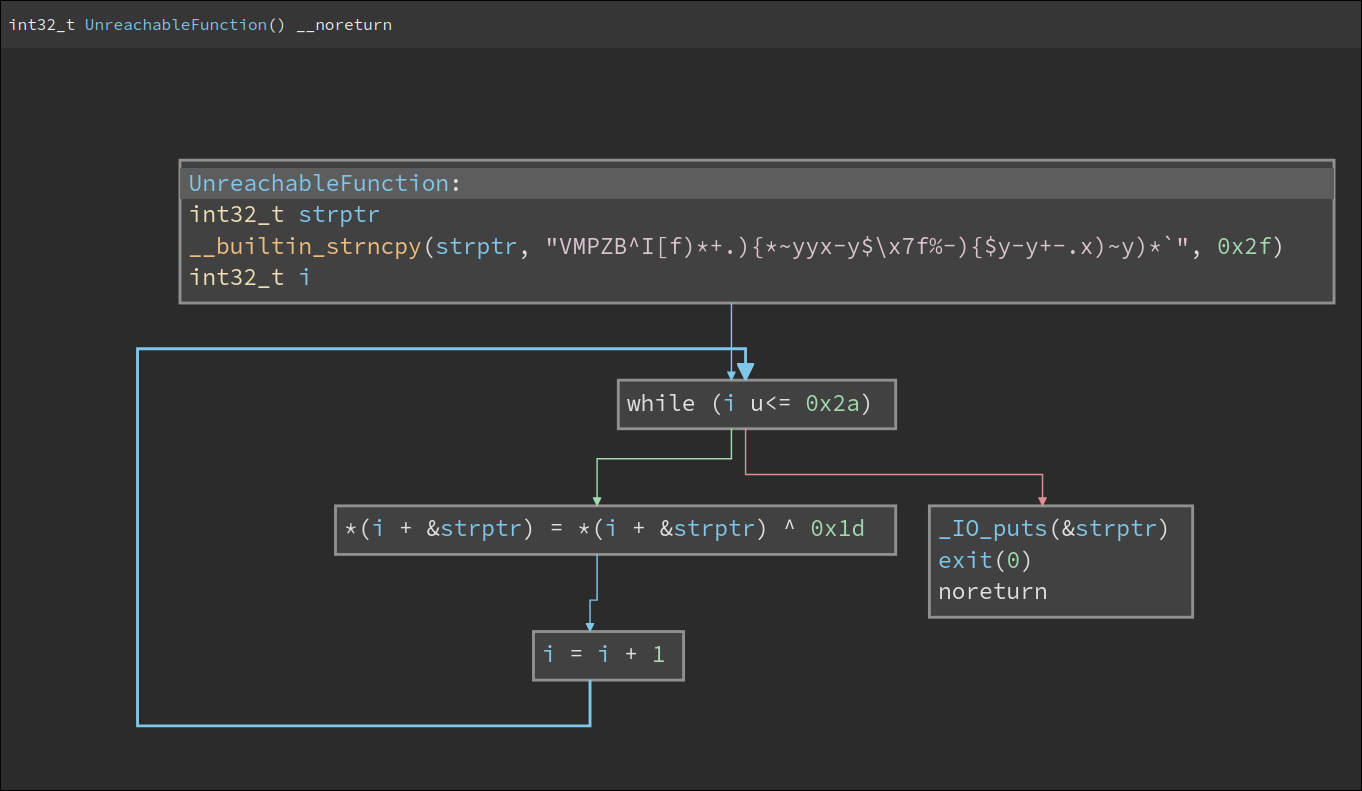 int32_t UnreachableFunction() __noreturn
UnreachableFunction:
int32_t strptr
__builtin_strncpy(strptr, "VMPZB^I[f)*+.){*~yyx-y$\x7f%-){$y-y+-.x)~y)*`", 0x2f)
int32_t i
while (i u<= 0x2a)
*(i + &strptr) = *(i + &strptr) ^ 0x1d
_IO_puts(&strptr)
exit(0)
noreturn
i = i + 1